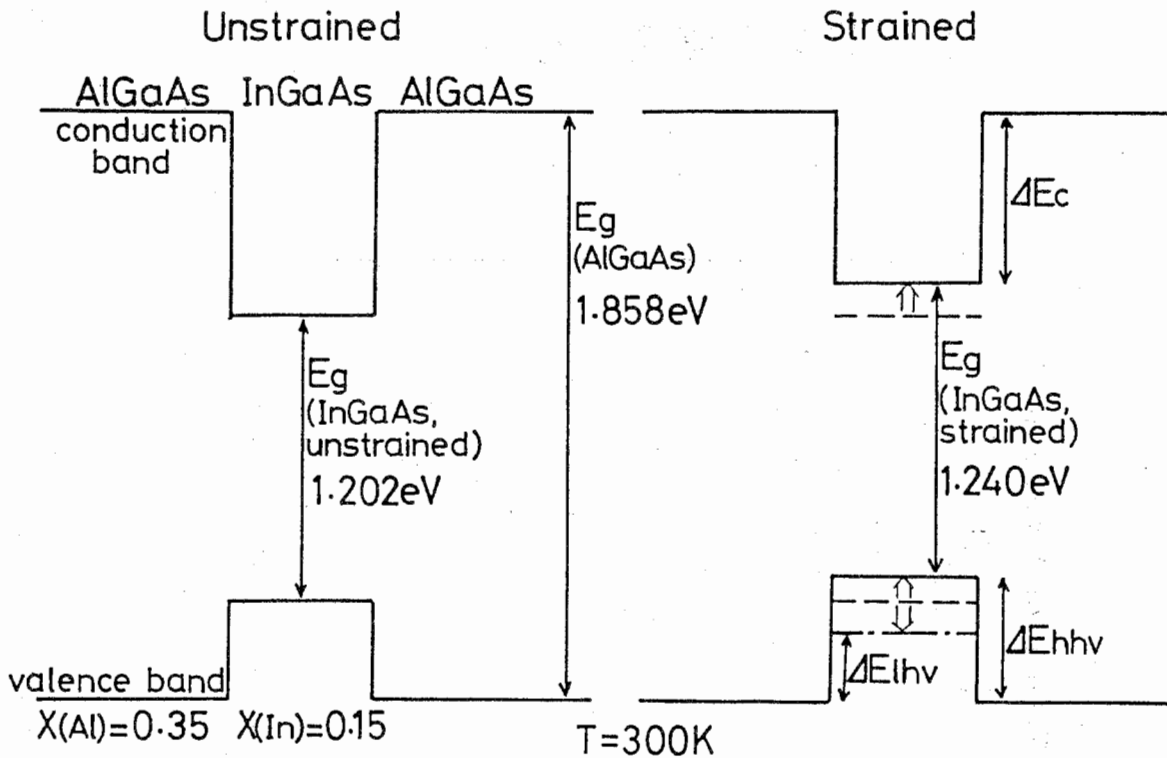 Unstrained
Strained
AlGaAs InGaAs AlGaAs
conduction
band
Eg
(AlGaAs)
1.858eV
Eg
(InGaAs,
unstrained)
1.202eV
valence band
X(Al)=0.35 X(In)=0.15
T=300K
ΔEc
Eg
(InGaAs,
strained)
1.240eV
ΔElhv
ΔEhhv